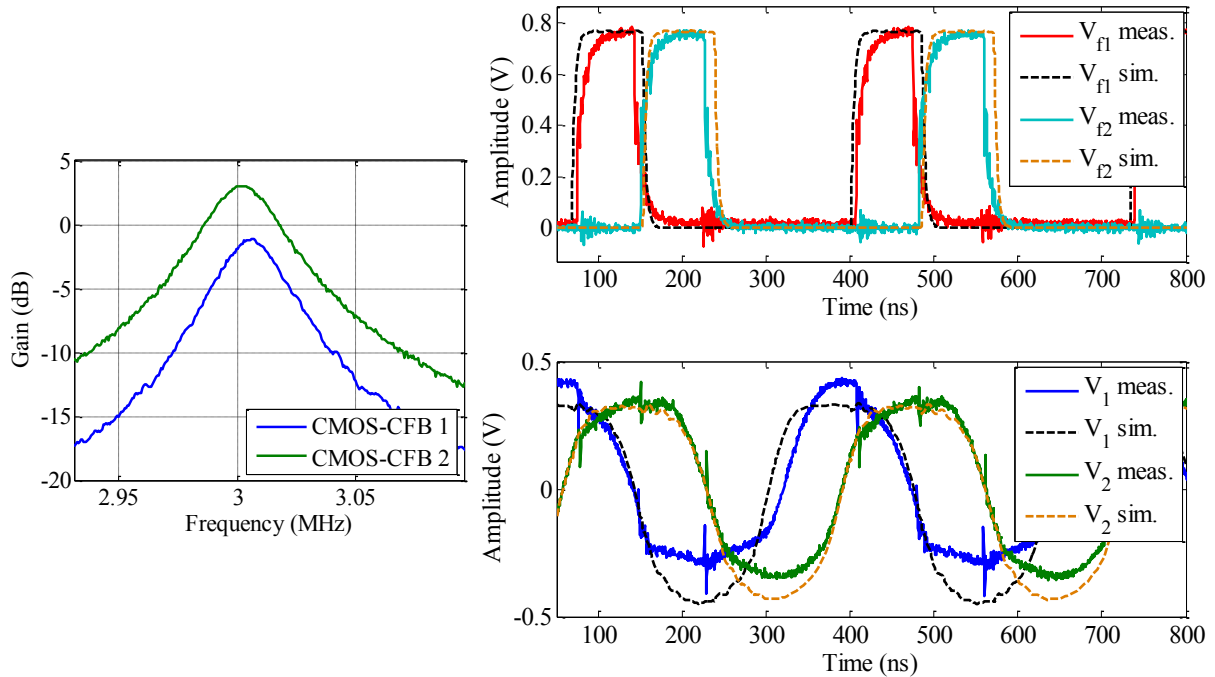 5
0
-5
-10
-15
-20
2.95
3
3.05
Gain (dB)
Frequency (MHz)
CMOS-CFB 1
CMOS-CFB 2
0.8
0.6
0.4
0.2
0
100
200
300
400
500
600
700
800
Amplitude (V)
Time (ns)
Vf1 meas.
Vf1 sim.
Vf2 meas.
Vf2 sim.
0.5
0
-0.5
100
200
300
400
500
600
700
800
Amplitude (V)
Time (ns)
V1 meas.
V1 sim.
V2 meas.
V2 sim.